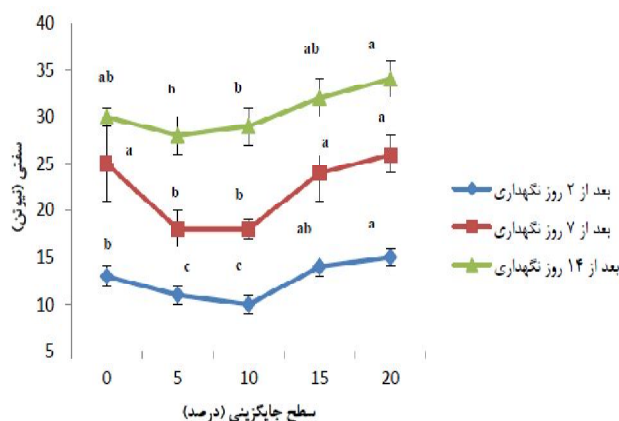 40
35
30
25
20
15
10
5
سفتی (نیوتن)
ab
b
b
ab
a
a
b
b
a
a
b
c
c
ab
a
0 5 10 15 20
سطح جایگزینی (درصد)
بعد از ۲ روز نگهداری
بعد از ۷ روز نگهداری
بعد از ۱۴ روز نگهداری